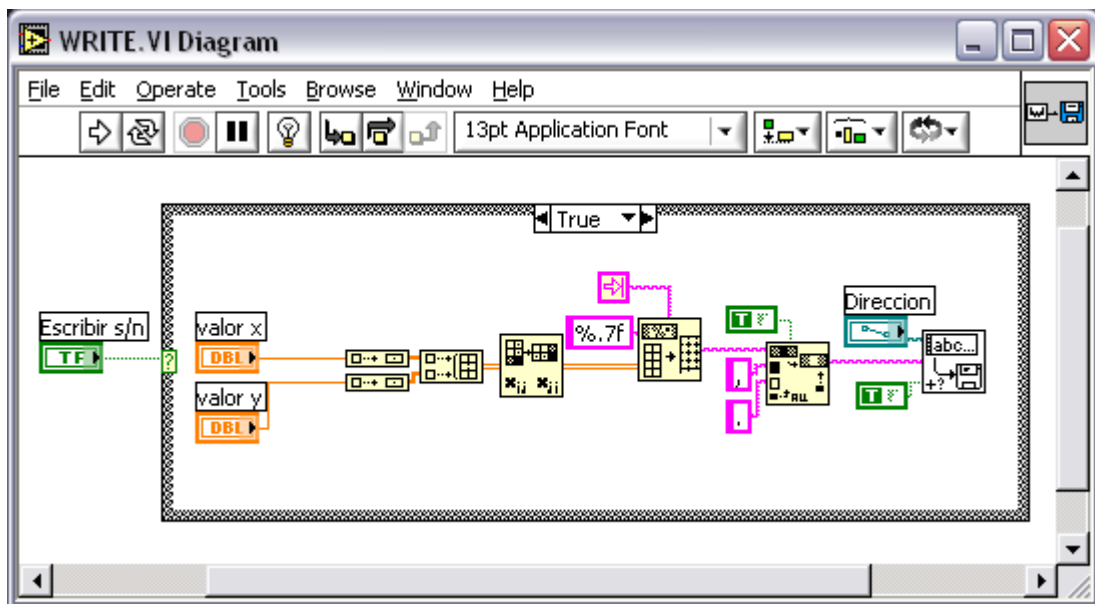 WRITE.VI Diagram
File Edit Operate Tools Browse Window Help
13pt Application Font
True
Escribir s/n
TF
valor x
DBL
valor y
DBL
%.7f
T
,
.
Direccion
abc...
T